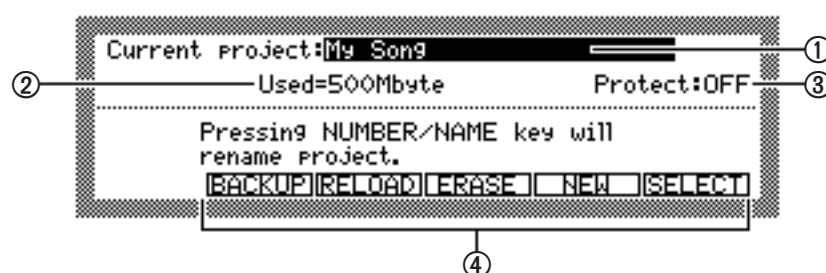 Current project:My Song ①
② Used=500Mbyte Protect:OFF ③
Pressing NUMBER/NAME key will
rename project.
BACKUP RELOAD ERASE NEW SELECT
④